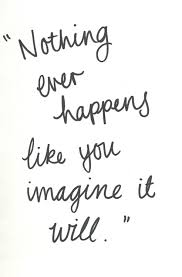 "Nothing
ever
happens
like you
imagine it
will."